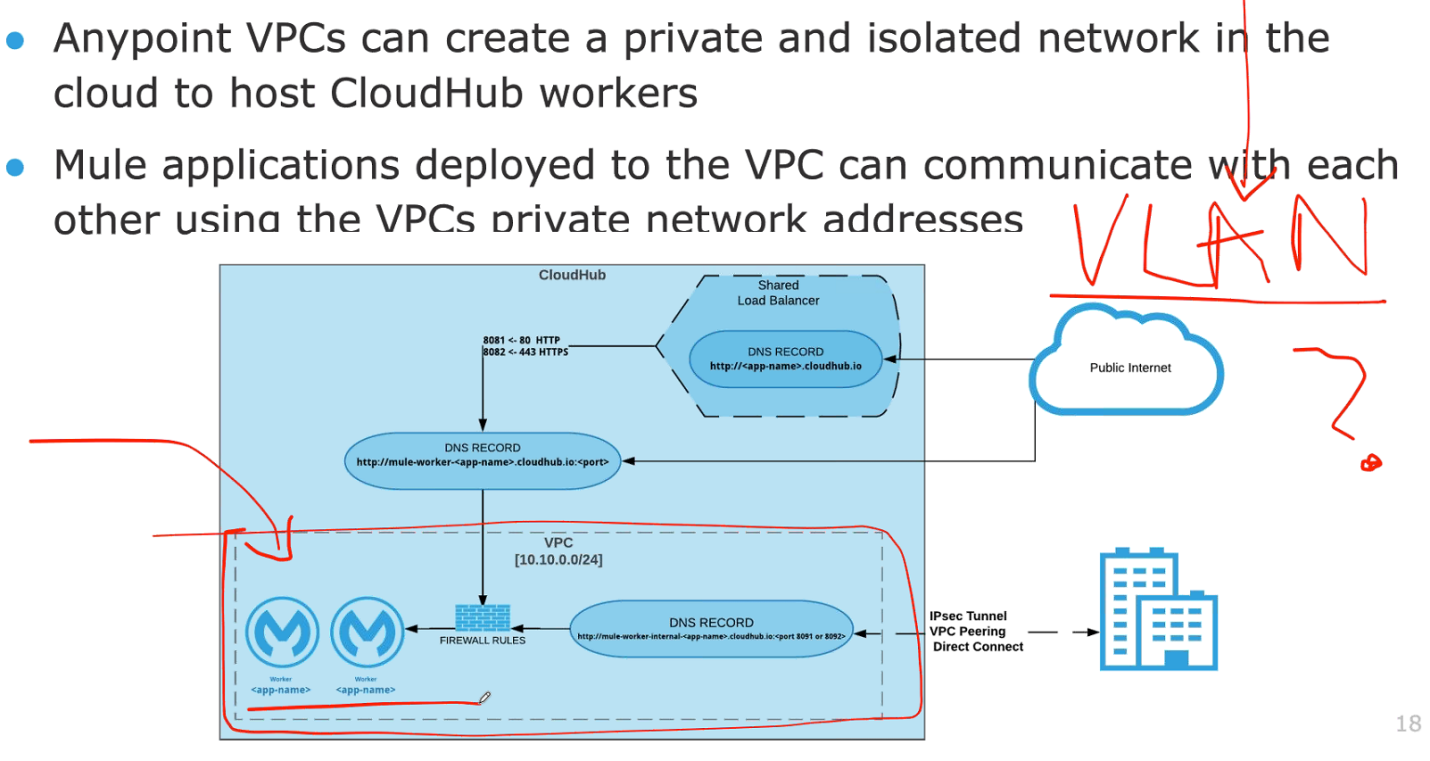 Anypoint VPCs can create a private and isolated network in the
cloud to host CloudHub workers
Mule applications deployed to the VPC can communicate with each
other using the VPCs private network addresses
VLAN
?
CloudHub
Shared
Load Balancer
8081 <- 80 HTTP
8082 <- 443 HTTPS
DNS RECORD
http://<app-name>.cloudhub.io
Public Internet
DNS RECORD
http://mule-worker-<app-name>.cloudhub.io:<port>
VPC
[10.10.0.0/24]
FIREWALL RULES
DNS RECORD
http://mule-worker-internal-<app-name>.cloudhub.io:<port 8091 or 8092>
IPsec Tunnel
VPC Peering
Direct Connect
Worker
<app-name>
Worker
<app-name>
18